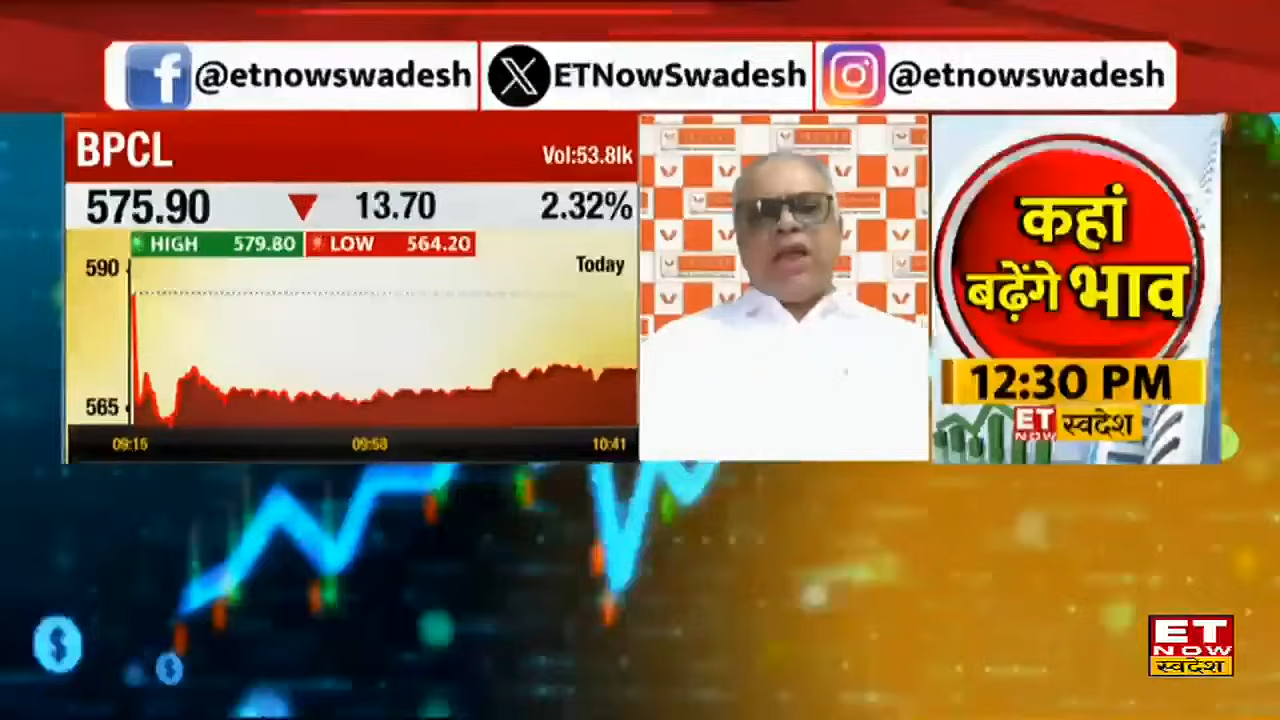 @etnowswadesh
ETNowSwadesh
@etnowswadesh
BPCL
Vol:53.8lk
575.90
13.70
2.32%
HIGH 579.80
LOW 564.20
590
Today
565
09:15
09:58
10:41
कहां
बढ़ेंगे भाव
12:30 PM
ET
NOW
स्वदेश
ET
NOW
स्वदेश